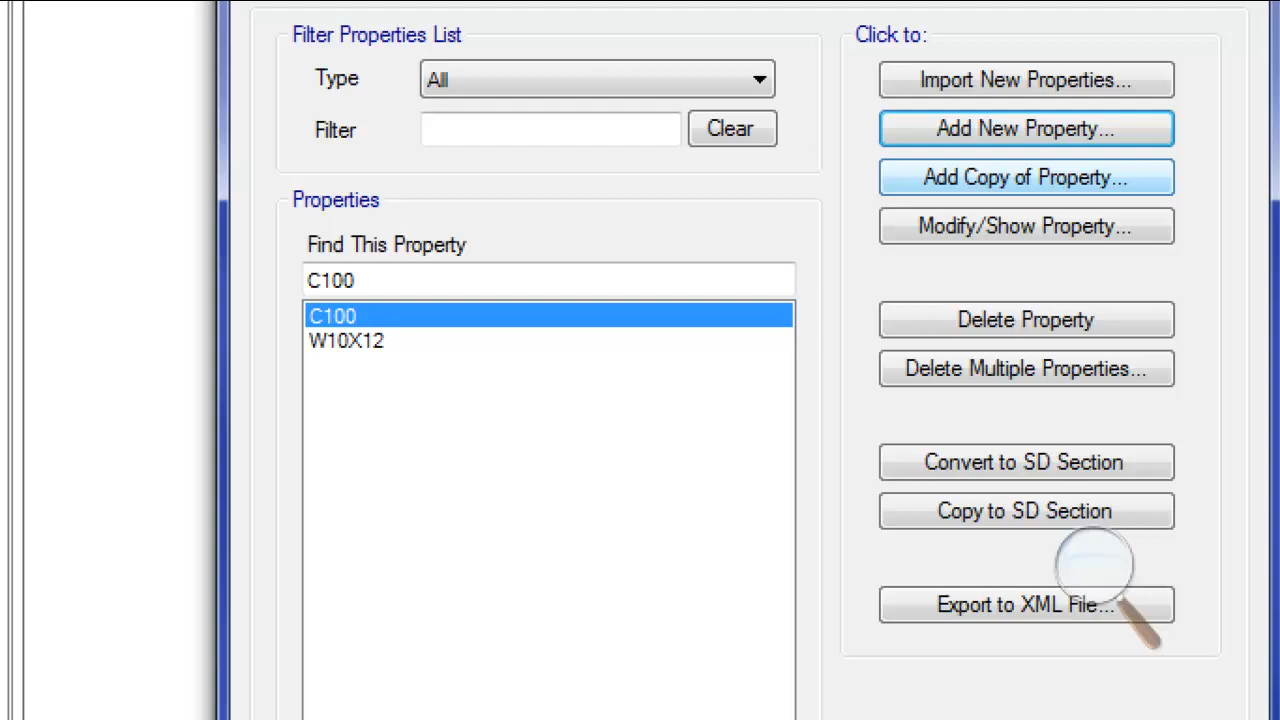 Filter Properties List
Type
All
Filter
Clear
Properties
Find This Property
C100
C100
W10X12
Click to:
Import New Properties...
Add New Property...
Add Copy of Property...
Modify/Show Property...
Delete Property
Delete Multiple Properties...
Convert to SD Section
Copy to SD Section
Export to XML File...